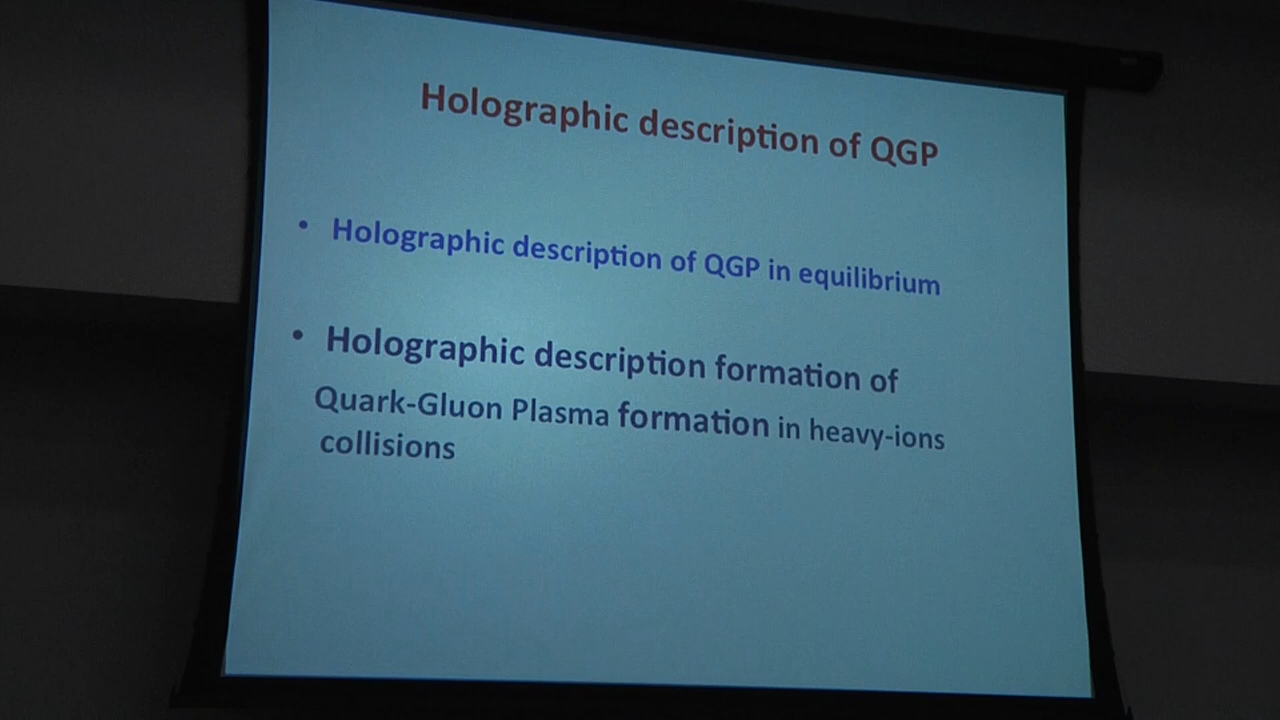 Holographic description of QGP
• Holographic description of QGP in equilibrium
• Holographic description formation of
Quark-Gluon Plasma formation in heavy-ions
collisions